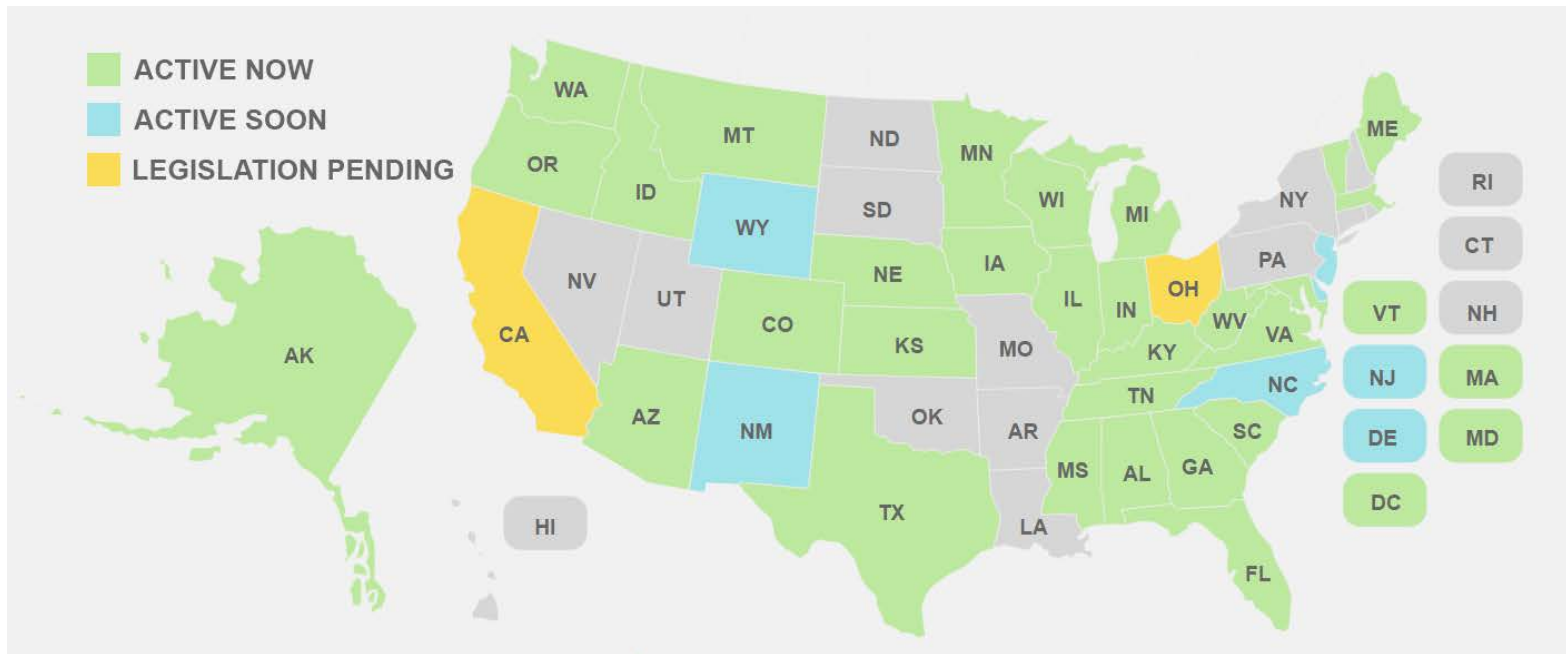 ACTIVE NOW
ACTIVE SOON
LEGISLATION PENDING
WA
MT
ND
MN
ME
OR
ID
SD
WI
MI
NY
RI
WY
CT
NE
IA
PA
NV
UT
CO
IL
IN
OH
WV
VA
VT
NH
CA
AK
KS
MO
KY
NJ
MA
NC
TN
AZ
NM
OK
AR
SC
DE
MD
MS
AL
GA
DC
TX
LA
HI
FL